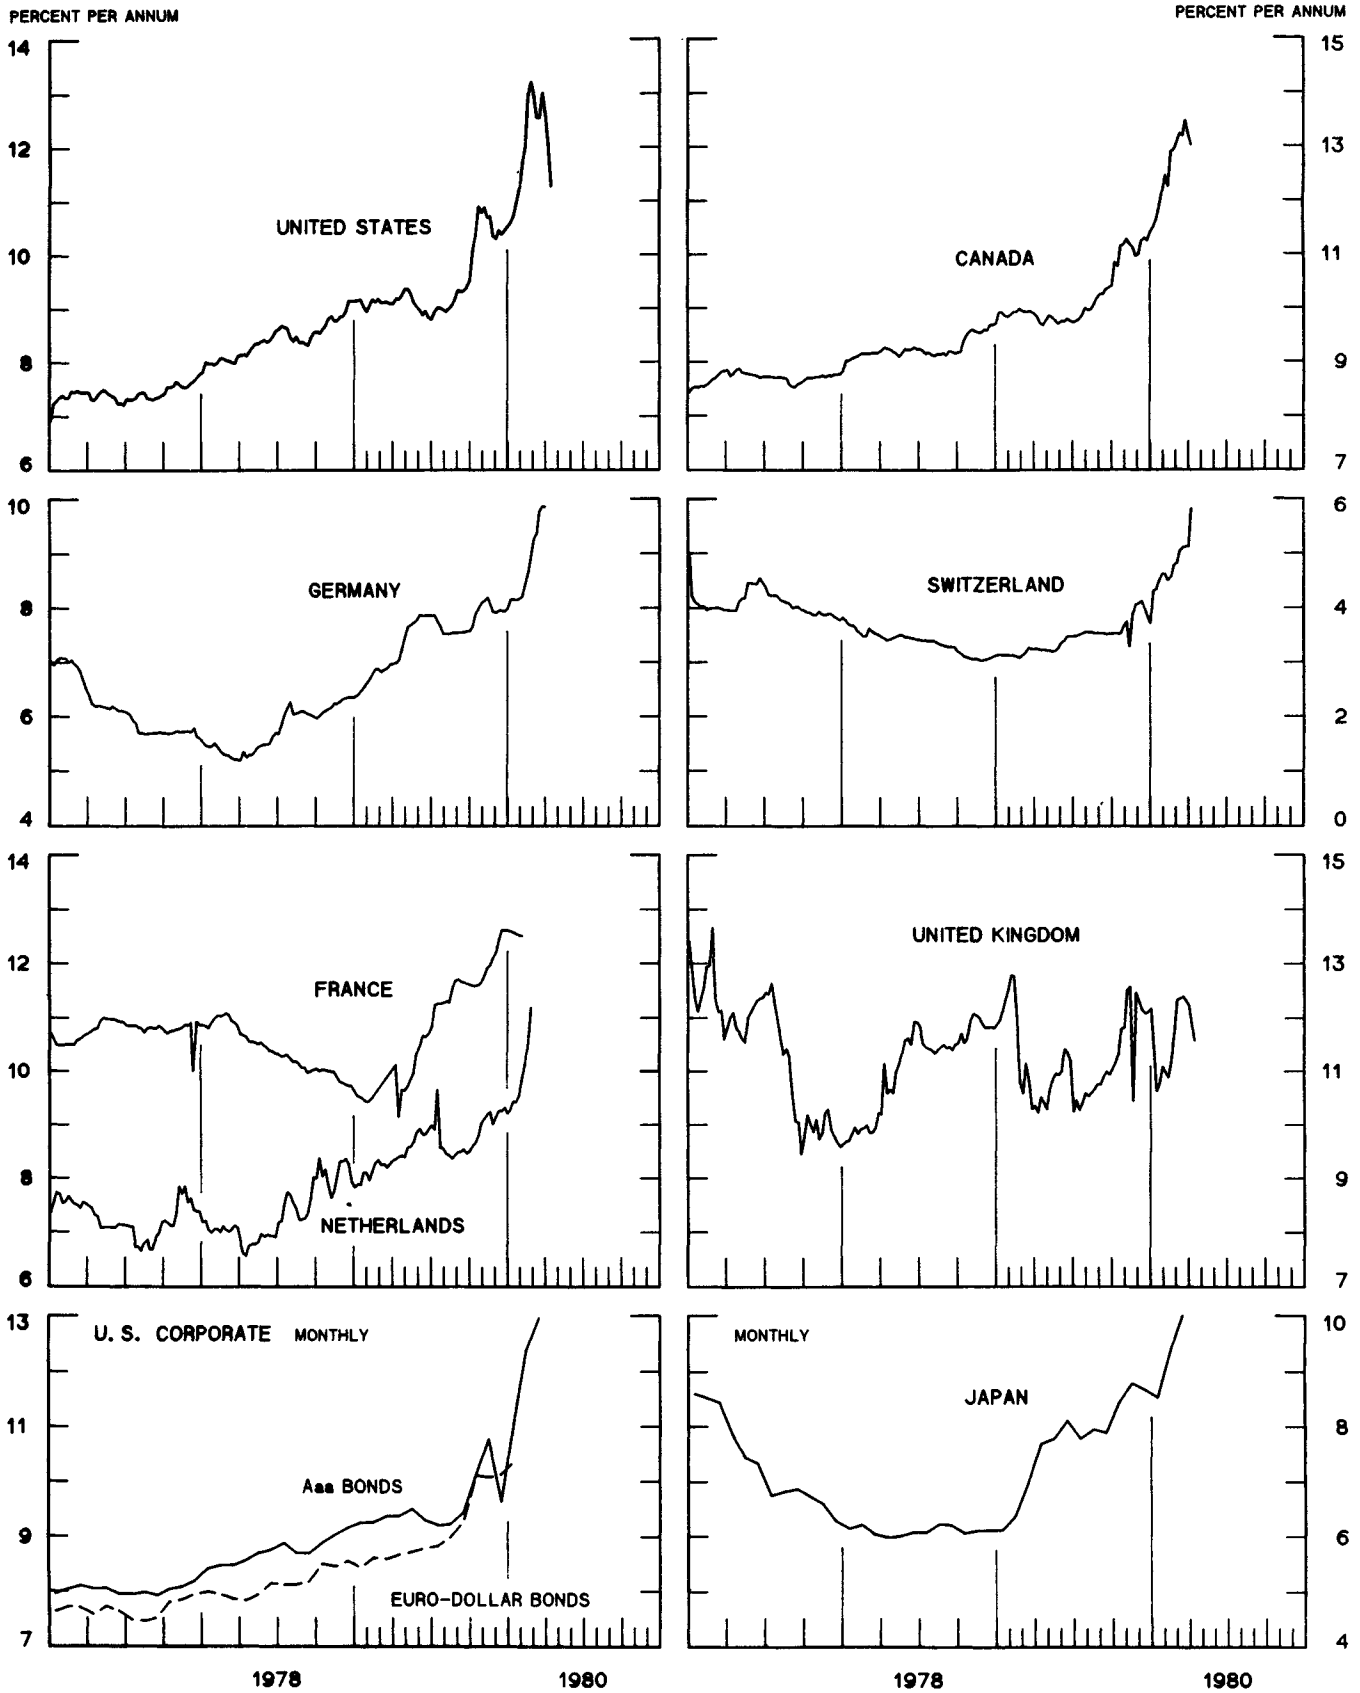 PERCENT PER ANNUM
PERCENT PER ANNUM
14
12
10
8
6
UNITED STATES
15
13
11
9
7
CANADA
10
8
6
4
GERMANY
6
4
2
0
SWITZERLAND
14
12
10
8
6
FRANCE
NETHERLANDS
15
13
11
9
7
UNITED KINGDOM
13
11
9
7
U. S. CORPORATE MONTHLY
Aaa BONDS
EURO-DOLLAR BONDS
10
8
6
4
MONTHLY
JAPAN
1978
1980
1978
1980